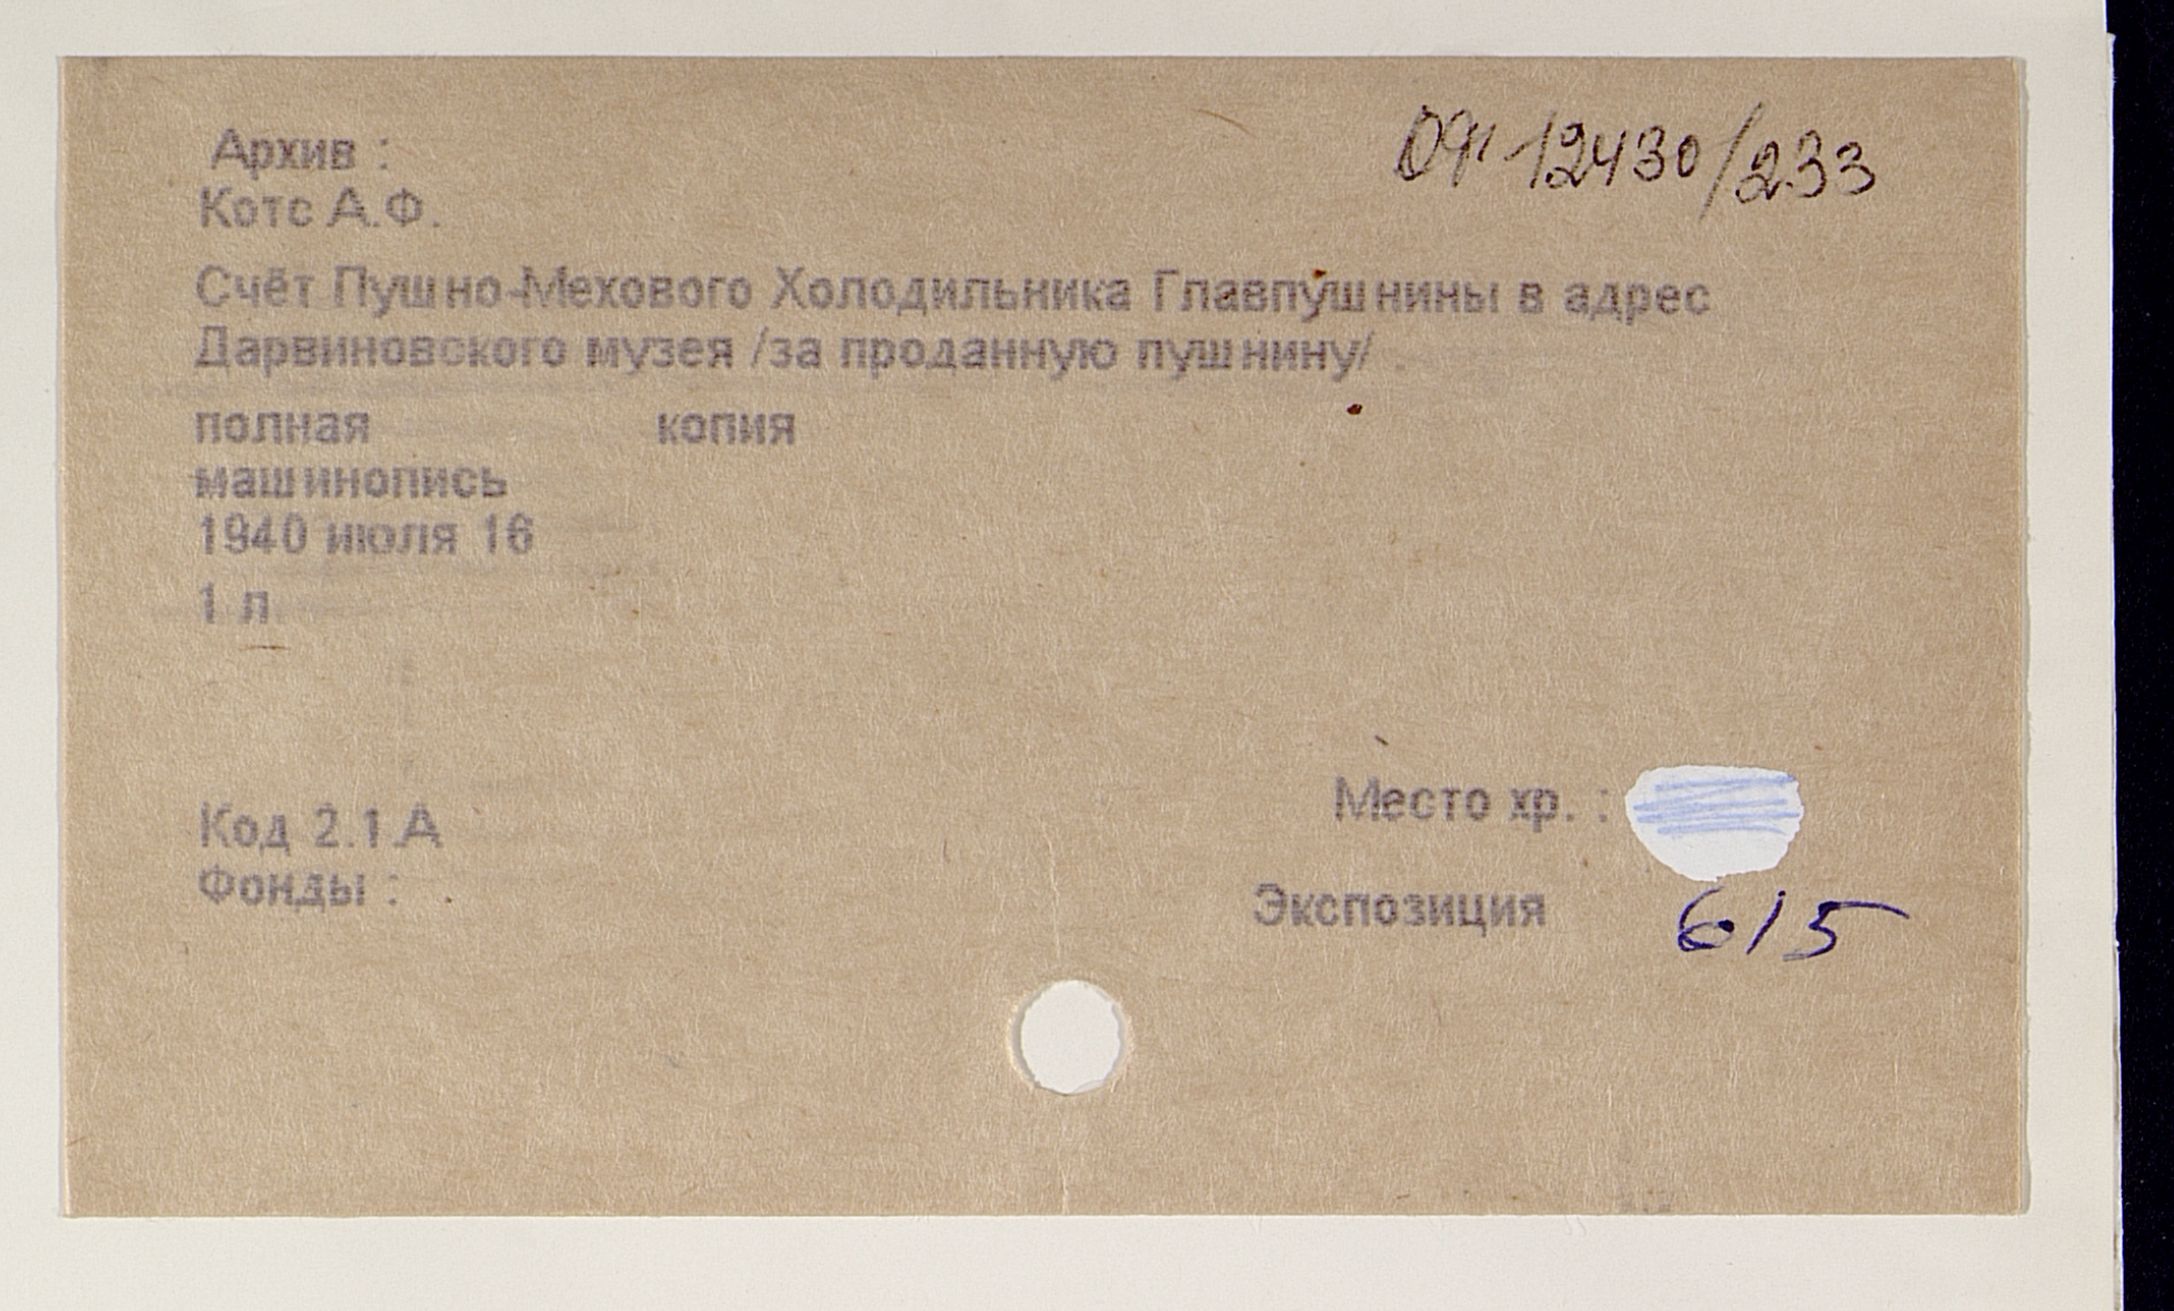 Архив :
ОФ 12430/233
Котс А.Ф.
Счёт Пушно-Мехового Холодильника Главпушнины в адрес
Дарвиновского музея /за проданную пушнину/ .
полная копия
машинопись
1940 июля 16
1 л
Место хр. :
Код 2.1.А
Фонды : .
Экспозиция 615